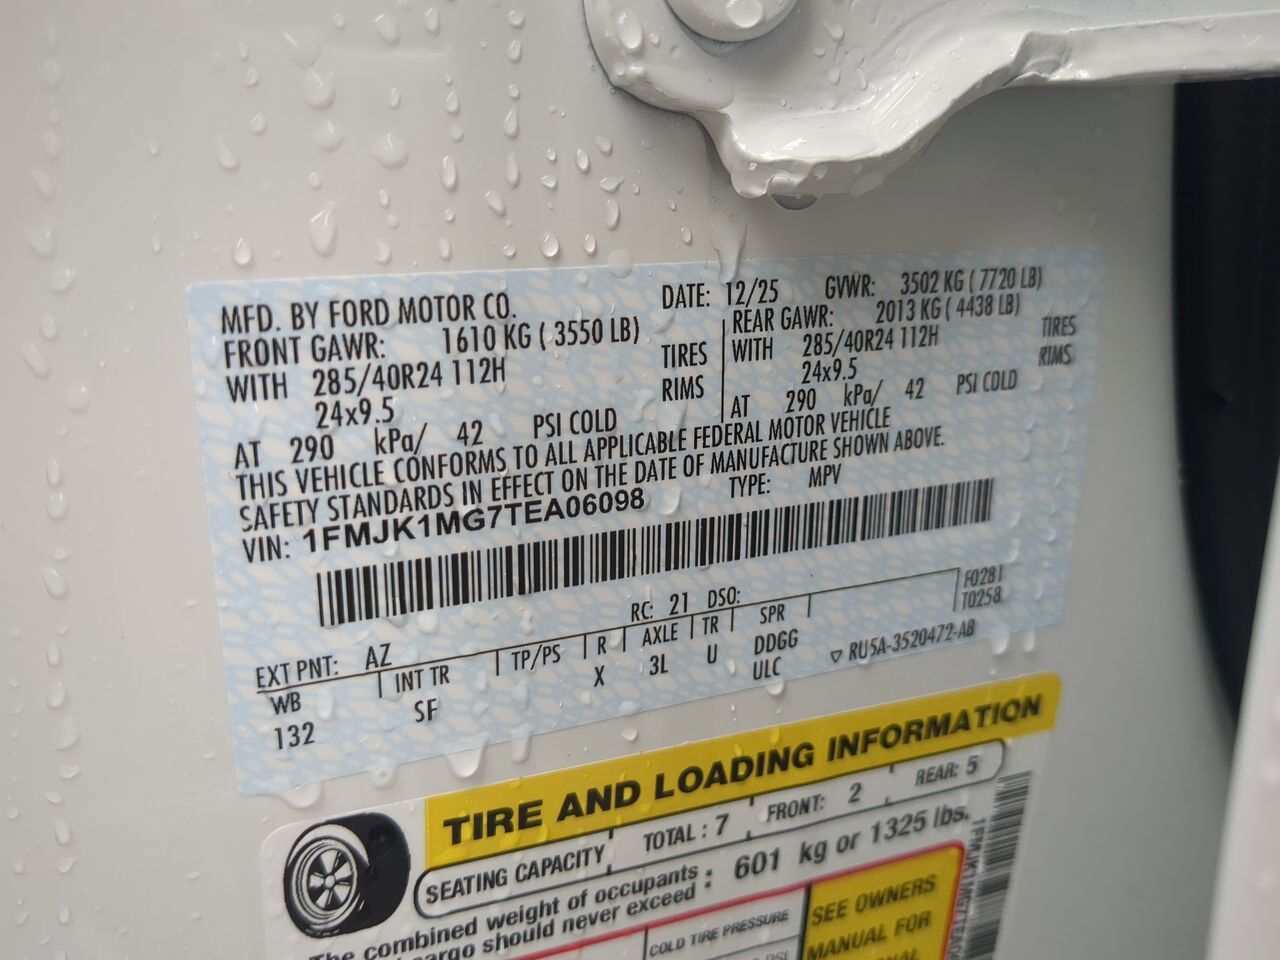 MFD. BY FORD MOTOR CO.
DATE: 12/25 GVWR: 3502 KG ( 7720 LB)
FRONT GAWR: 1610 KG ( 3550 LB)
REAR GAWR: 2013 KG ( 4438 LB)
WITH 285/40R24 112H TIRES
WITH 285/40R24 112H TIRES
24x9.5 RIMS
24x9.5 RIMS
AT 290 kPa/ 42 PSI COLD
AT 290 kPa/ 42 PSI COLD
THIS VEHICLE CONFORMS TO ALL APPLICABLE FEDERAL MOTOR VEHICLE
SAFETY STANDARDS IN EFFECT ON THE DATE OF MANUFACTURE SHOWN ABOVE.
VIN: 1FMJK1MG7TEA06098 TYPE: MPV
EXT PNT: AZ RC: 21 DSO: F0281
WB INT TR TP/PS R AXLE TR SPR T0258
132 SF X 3L U DDGG
ULC
▽ RU5A-3520472-AB
TIRE AND LOADING INFORMATION
SEATING CAPACITY TOTAL : 7 FRONT: 2 REAR: 5
The combined weight of occupants
cargo should never exceed : 601 kg or 1325 lbs.
COLD TIRE PRESSURE
SEE OWNERS
MANUAL FOR